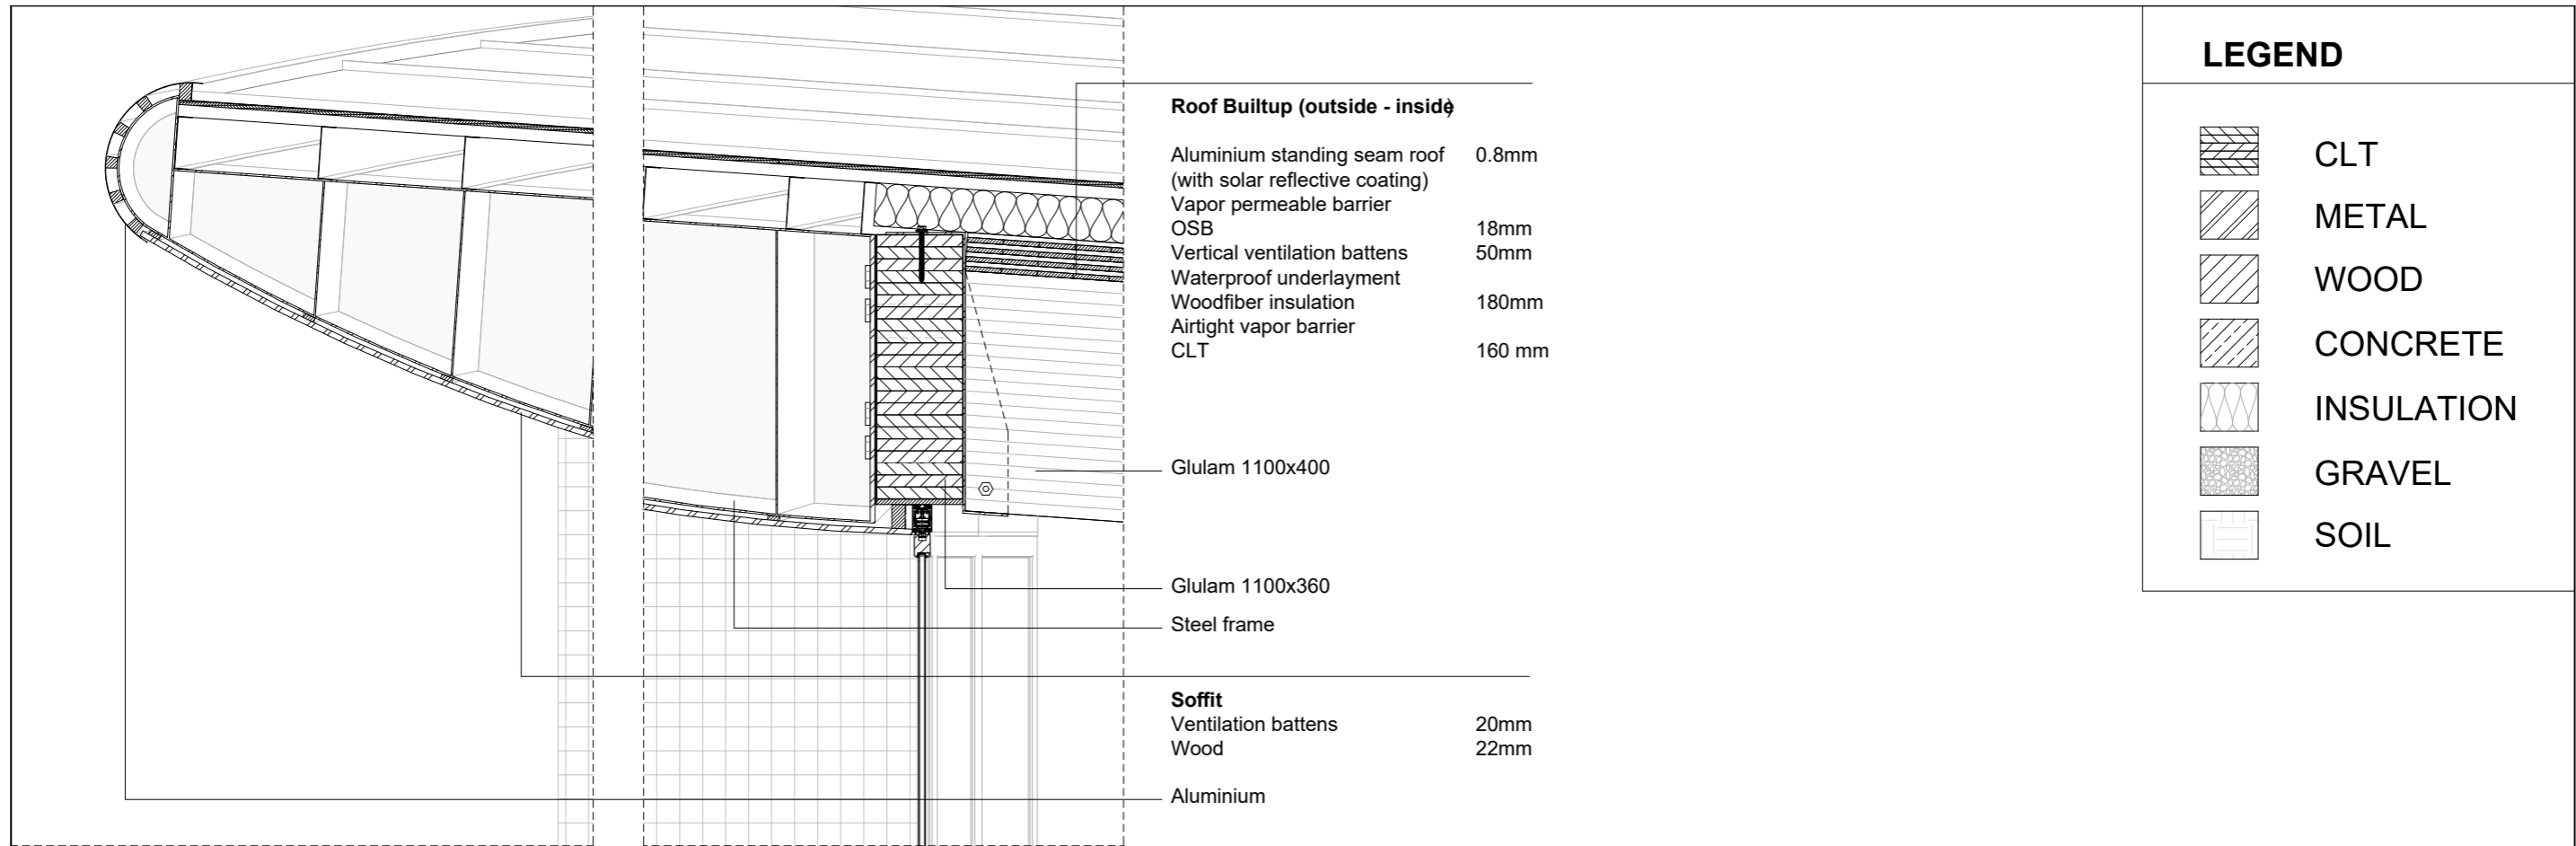 Roof Builtup (outside - inside)
Aluminium standing seam roof 0.8mm
(with solar reflective coating)
Vapor permeable barrier
OSB 18mm
Vertical ventilation battens 50mm
Waterproof underlayment
Woodfiber insulation 180mm
Airtight vapor barrier
CLT 160 mm
Glulam 1100x400
Glulam 1100x360
Steel frame
Soffit
Ventilation battens 20mm
Wood 22mm
Aluminium
LEGEND
CLT
METAL
WOOD
CONCRETE
INSULATION
GRAVEL
SOIL